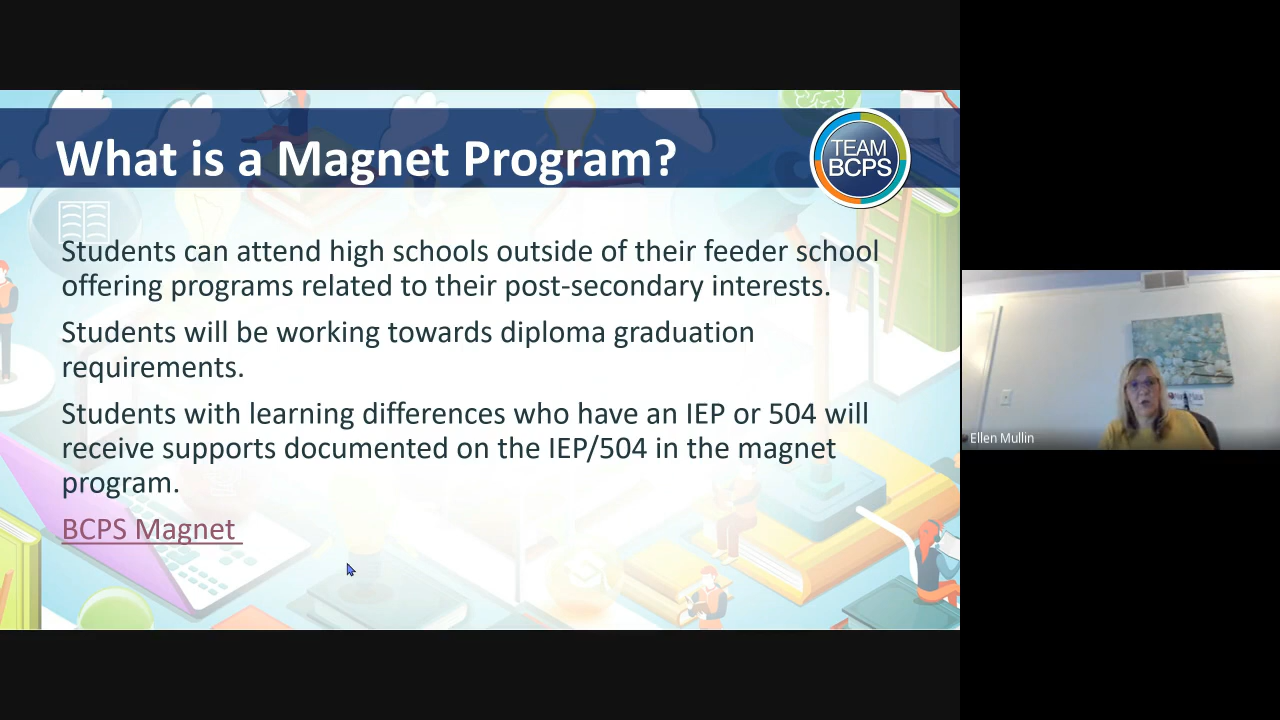 What is a Magnet Program?
TEAM
BCPS
Students can attend high schools outside of their feeder school
offering programs related to their post-secondary interests.
Students will be working towards diploma graduation
requirements.
Students with learning differences who have an IEP or 504 will
receive supports documented on the IEP/504 in the magnet
program.
BCPS Magnet
Ellen Mullin